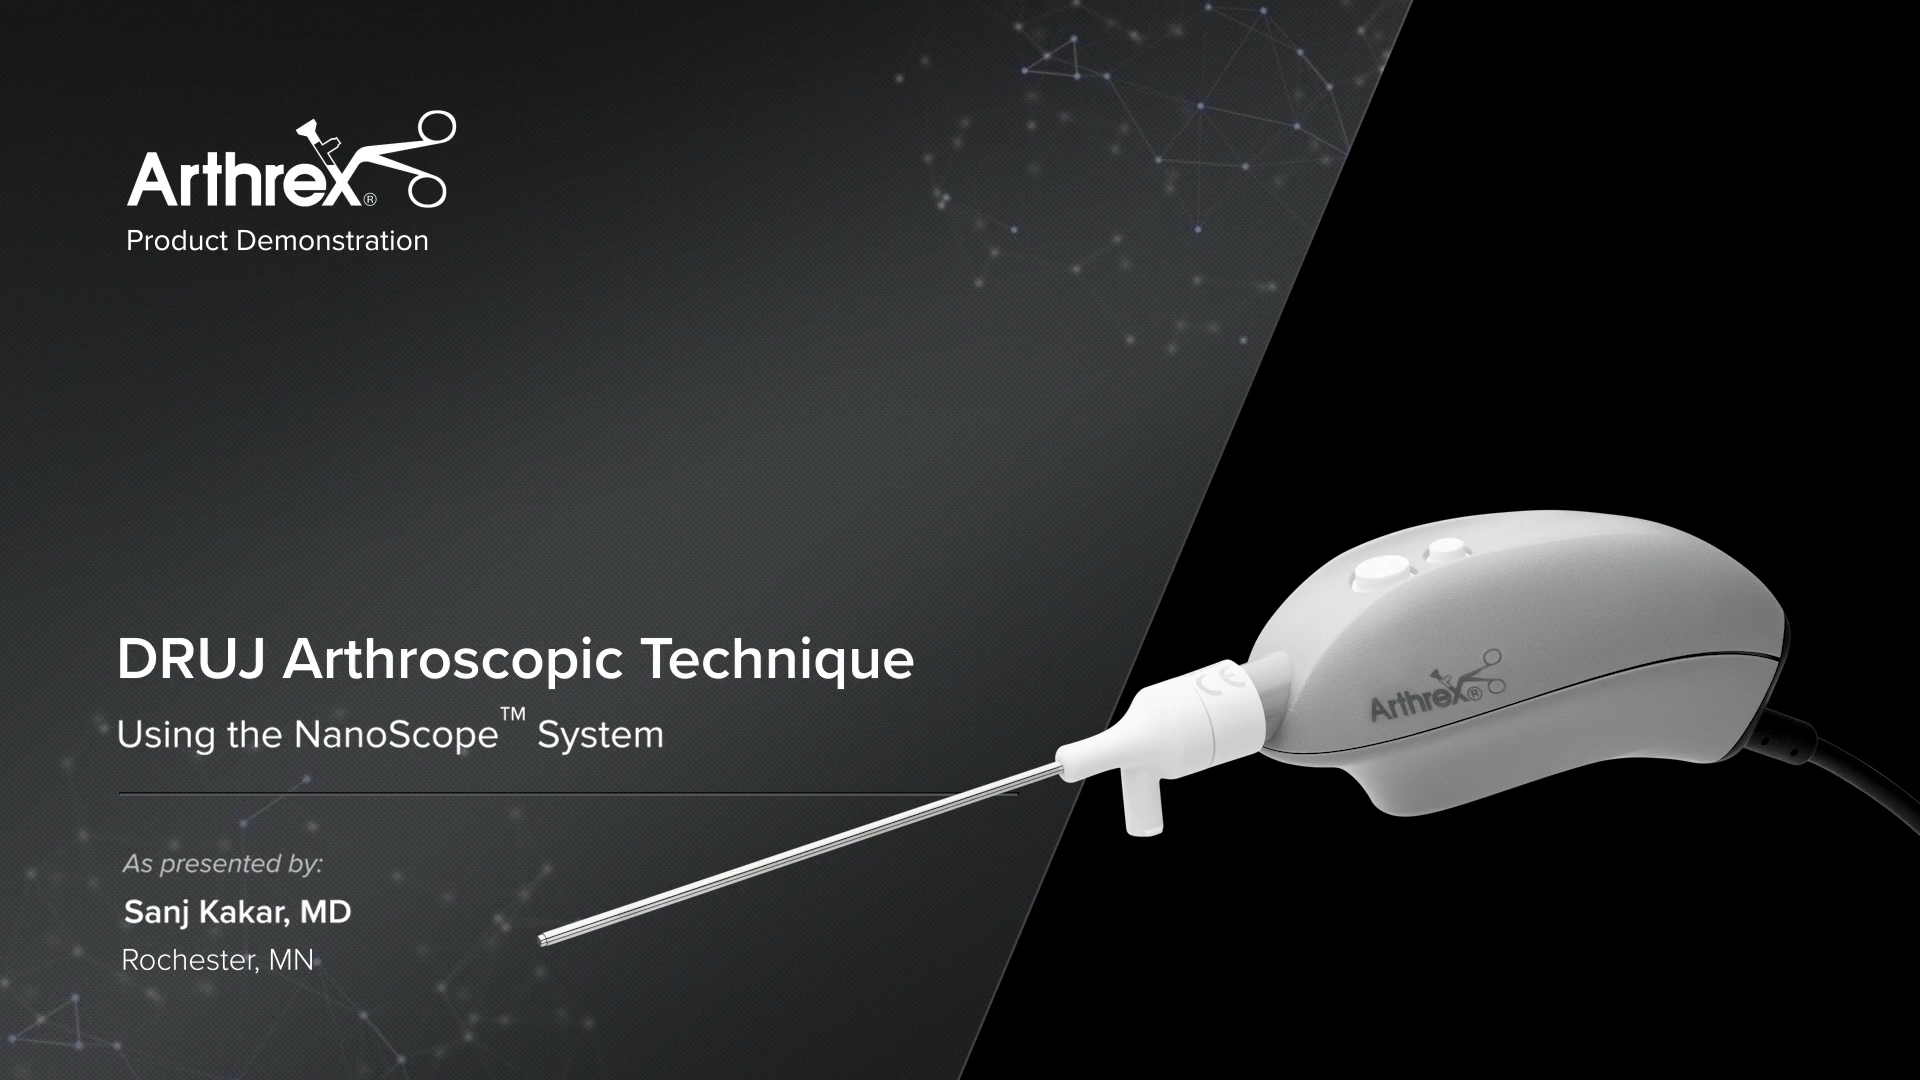 Arthrex®
Product Demonstration
DRUJ Arthroscopic Technique
Using the NanoScope™ System
As presented by:
Sanj Kakar, MD
Rochester, MN
CE
Arthrex®